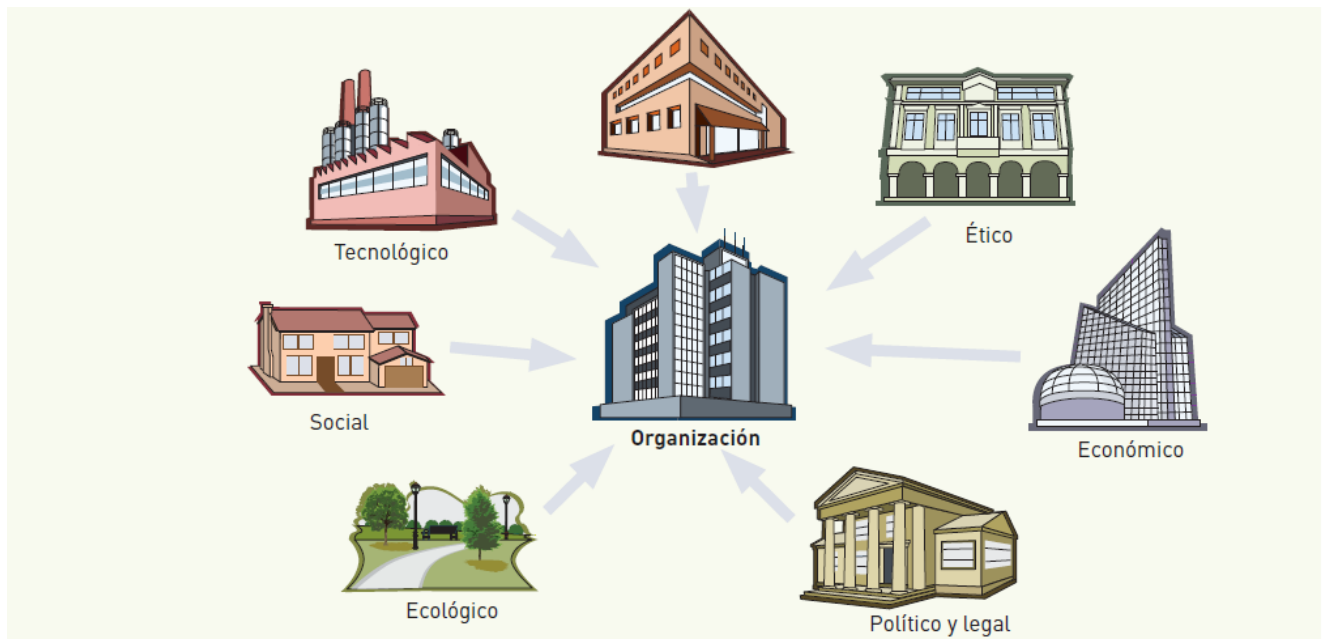 Tecnológico
Ético
Social
Organización
Económico
Ecológico
Político y legal